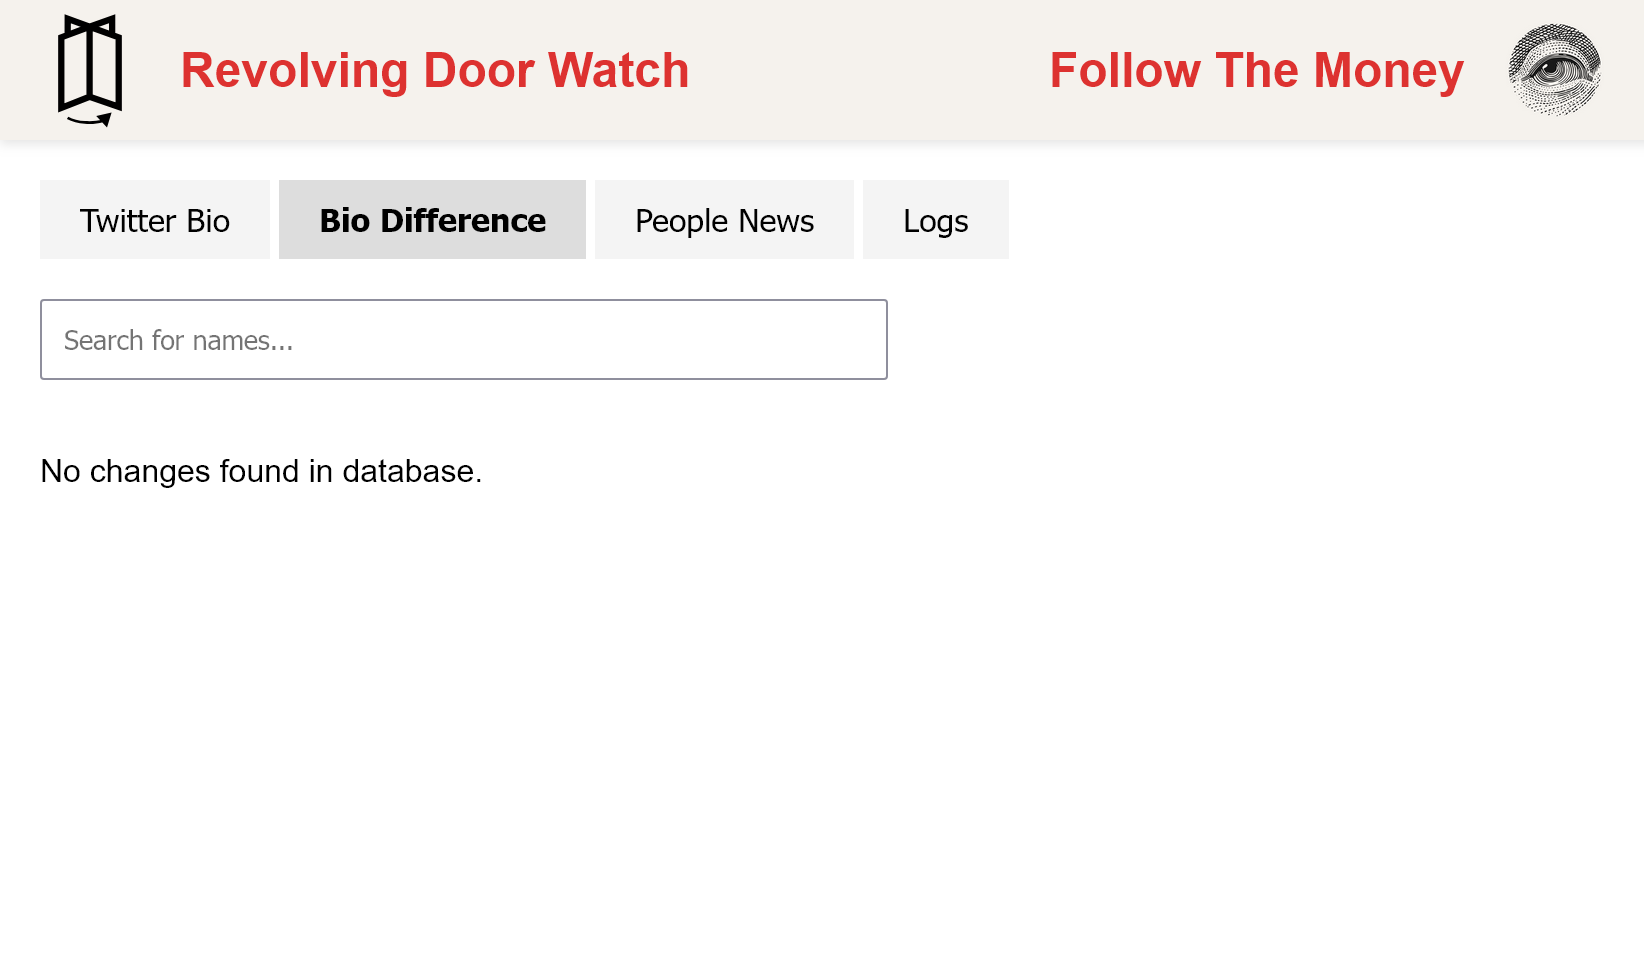 Revolving Door Watch
Follow The Money
Twitter Bio
Bio Difference
People News
Logs
Search for names...
No changes found in database.